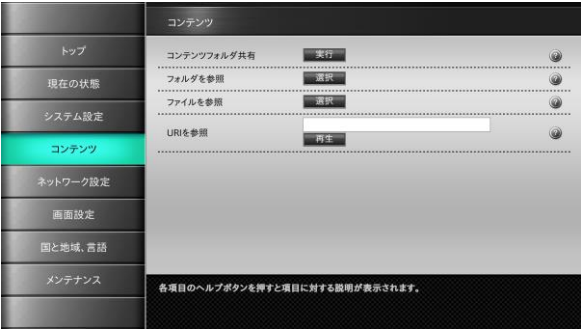 コンテンツ
トップ
現在の状態
システム設定
コンテンツ
ネットワーク設定
画面設定
国と地域、言語
メンテナンス
コンテンツフォルダ共有 実行 ?
フォルダを参照 選択 ?
ファイルを参照 選択 ?
URIを参照 ?
再生
各項目のヘルプボタンを押すと項目に対する説明が表示されます。